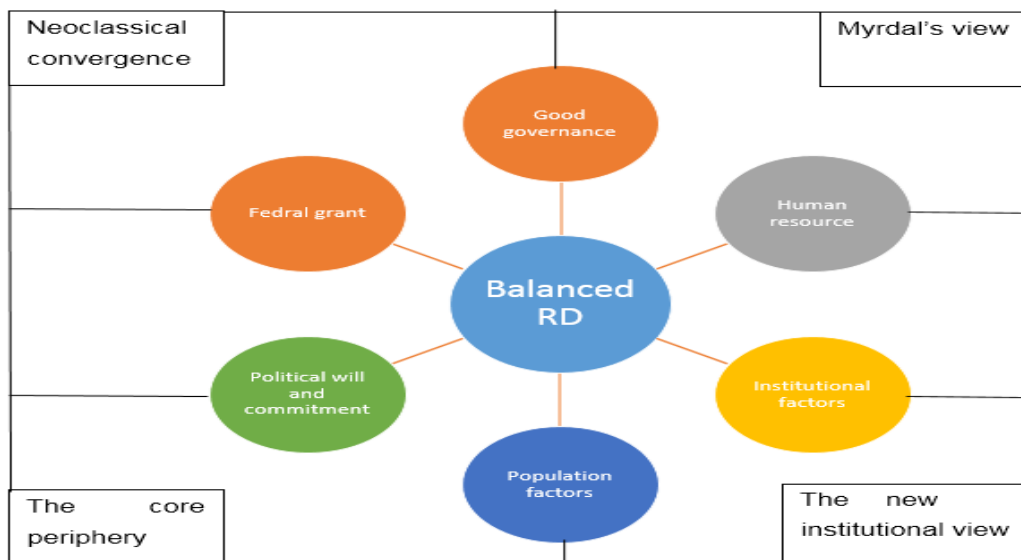 Neoclassical
convergence
Myrdal's view
Good
governance
Fedral grant
Human
resource
Balanced
RD
Political will
and
commitment
Institutional
factors
Population
factors
The core
periphery
The new
institutional view